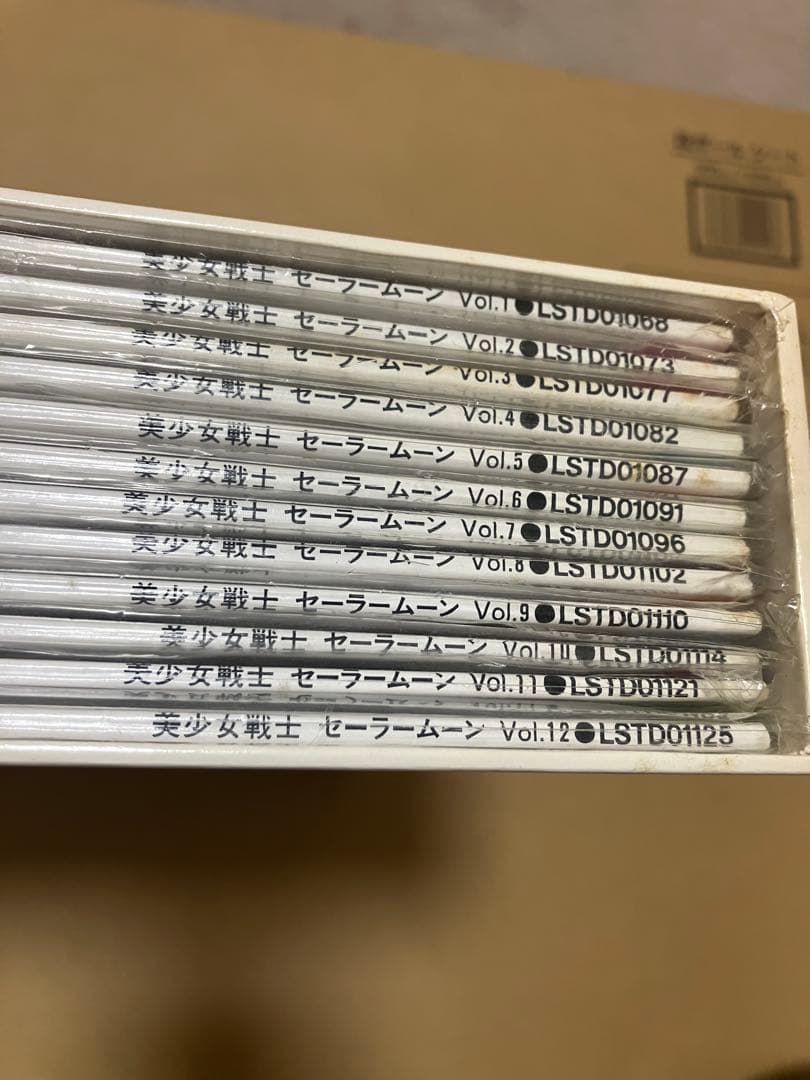 美少女戦士 セーラームーン Vol.1●LSTD01068
美少女戦士 セーラームーン Vol.2●LSTD01073
美少女戦士 セーラームーン Vol.3●LSTD01077
美少女戦士 セーラームーン Vol.4●LSTD01082
美少女戦士 セーラームーン Vol.5●LSTD01087
美少女戦士 セーラームーン Vol.6●LSTD01091
美少女戦士 セーラームーン Vol.7●LSTD01096
美少女戦士 セーラームーン Vol.8●LSTD01102
美少女戦士 セーラームーン Vol.9●LSTD01110
美少女戦士 セーラームーン Vol.10●LSTD01114
美少女戦士 セーラームーン Vol.11●LSTD01121
美少女戦士 セーラームーン Vol.12●LSTD01125